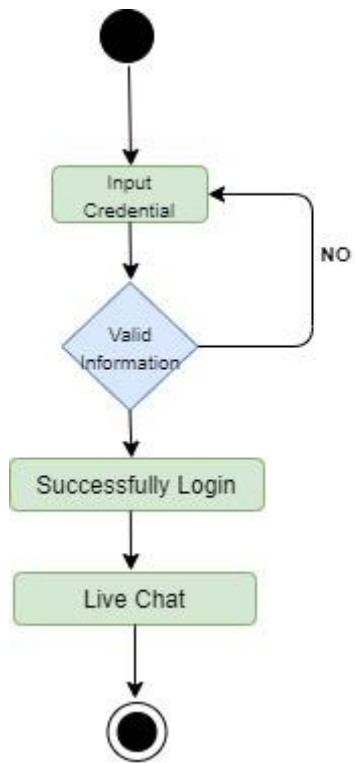 Input
Credential
NO
Valid
Information
Successfully Login
Live Chat